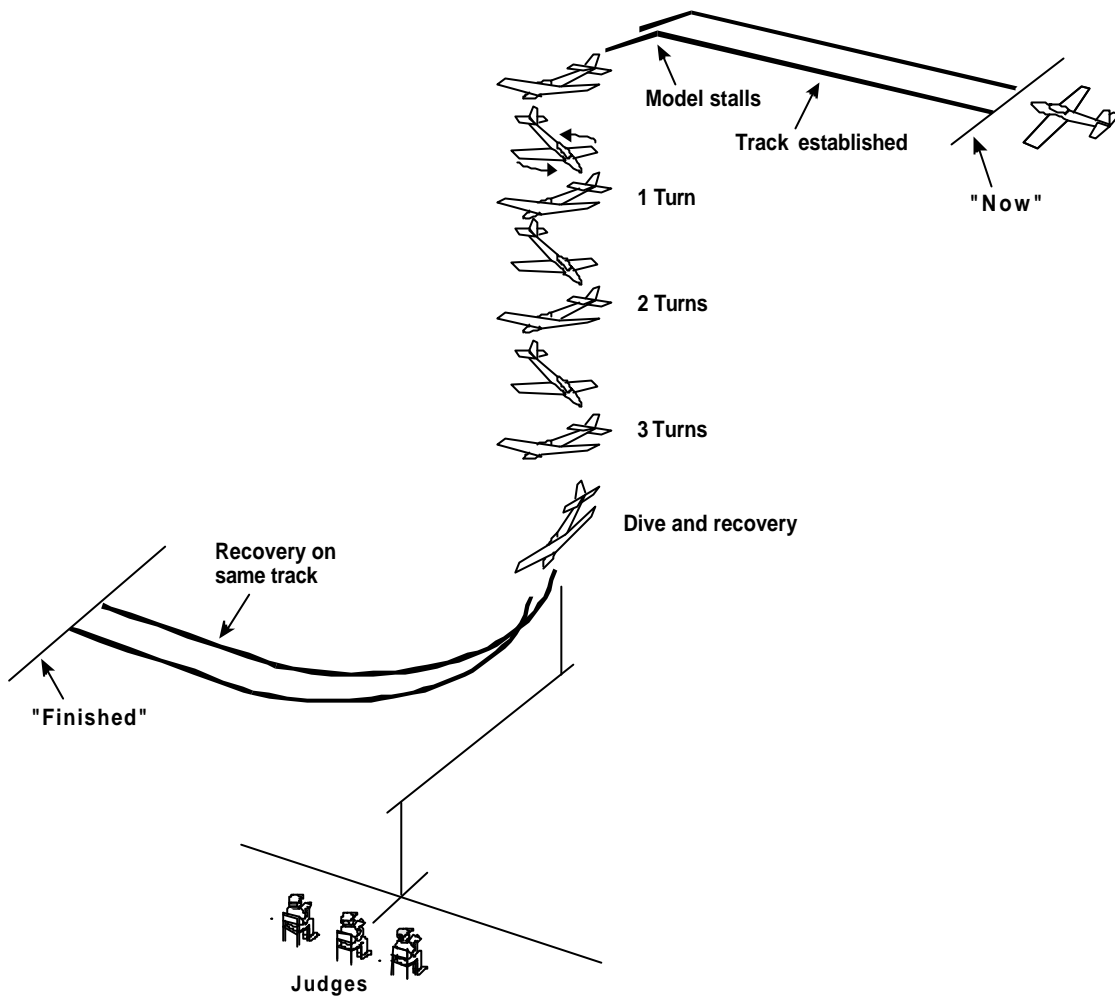 Model stalls
Track established
"Now"
1 Turn
2 Turns
3 Turns
Dive and recovery
Recovery on
same track
"Finished"
Judges